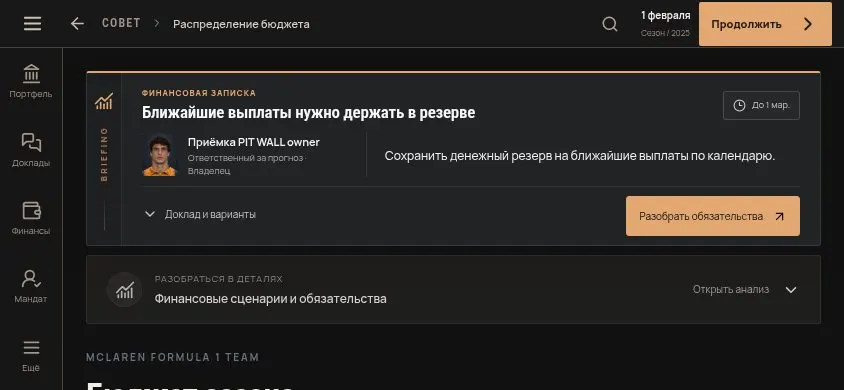 СОВЕТ
Распределение бюджета
1 февраля
Сезон / 2025
Продолжить
Портфель
Доклады
Финансы
Мандат
Ещё
BRIEFING
ФИНАНСОВАЯ ЗАПИСКА
Ближайшие выплаты нужно держать в резерве
До 1 мар.
Приёмка PIT WALL owner
Ответственный за прогноз ·
Владелец
Сохранить денежный резерв на ближайшие выплаты по календарю.
Доклад и варианты
Разобрать обязательства
РАЗОБРАТЬСЯ В ДЕТАЛЯХ
Финансовые сценарии и обязательства
Открыть анализ
MCLAREN FORMULA 1 TEAM